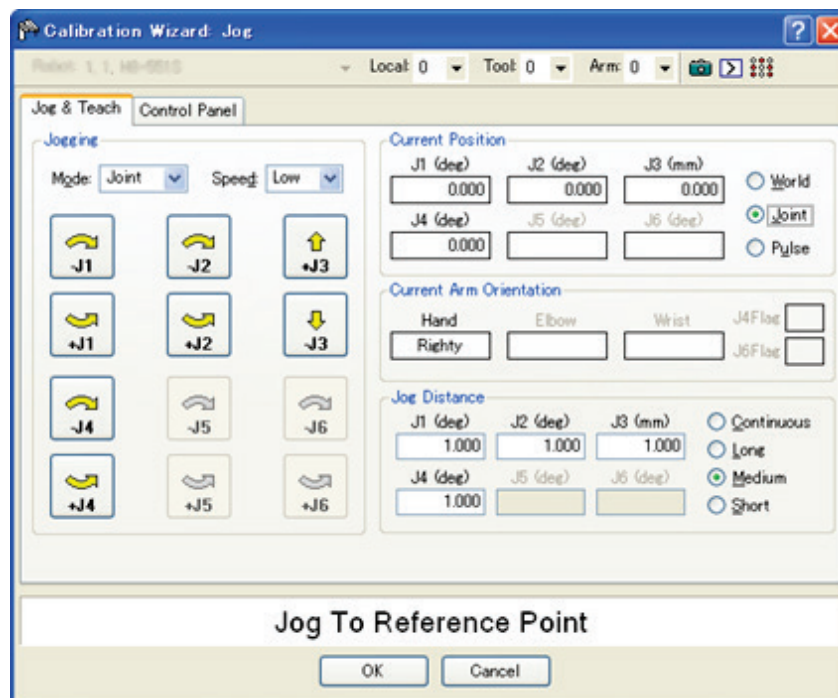 Calibration Wizard: Jog
Local: 0 Tool: 0 Arm: 0
Jog & Teach Control Panel
Jogging
Mode: Joint Speed: Low
-J1 -J2 +J3
+J1 +J2 -J3
-J4 -J5 -J6
+J4 +J5 +J6
Current Position
J1 (deg) J2 (deg) J3 (mm)
0.000 0.000 0.000
J4 (deg) J5 (deg) J6 (deg)
0.000
World
Joint
Pulse
Current Arm Orientation
Hand Elbow Wrist J4Flag
Righty J6Flag
Jog Distance
J1 (deg) J2 (deg) J3 (mm)
1.000 1.000 1.000
J4 (deg) J5 (deg) J6 (deg)
1.000
Continuous
Long
Medium
Short
Jog To Reference Point
OK Cancel